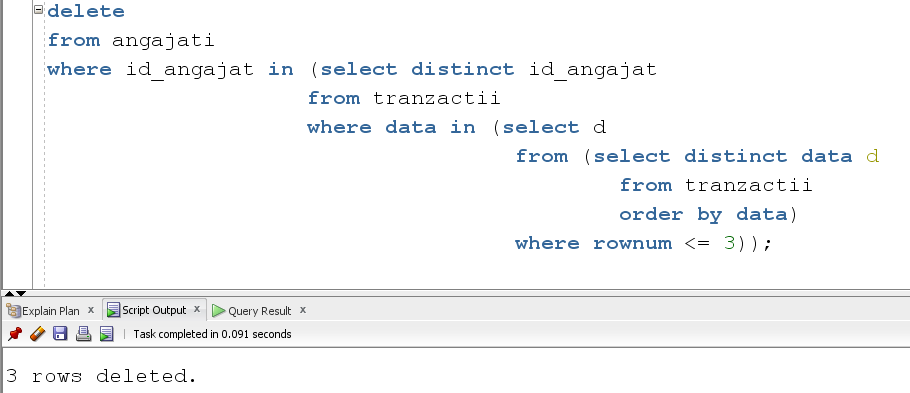 delete
from angajati
where id_angajat in (select distinct id_angajat
from tranzactii
where data in (select d
from (select distinct data d
from tranzactii
order by data)
where rownum <= 3));
Explain Plan x Script Output x Query Result x
Task completed in 0.091 seconds
3 rows deleted.